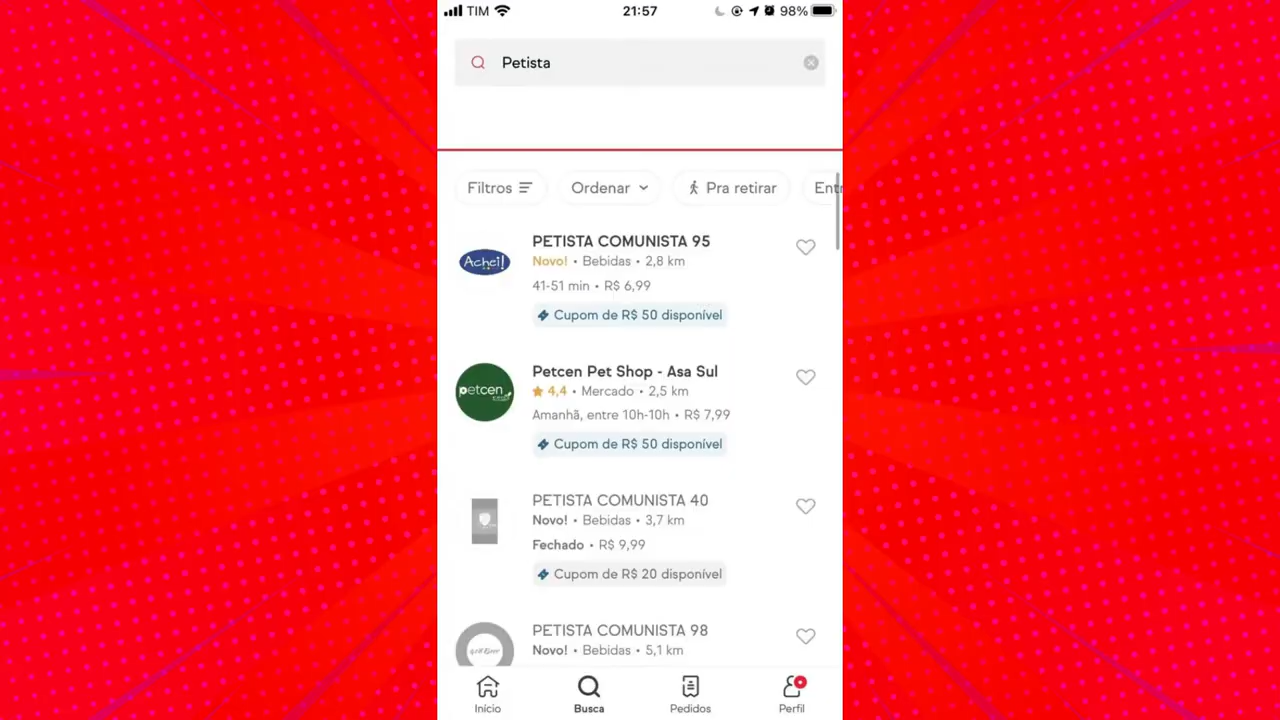 TIM 21:57 98%
Petista
Filtros Ordenar Pra retirar Entr
PETISTA COMUNISTA 95
Achei!
Novo! • Bebidas • 2,8 km
41-51 min • R$ 6,99
Cupom de R$ 50 disponível
Petcen Pet Shop - Asa Sul
petcen
4,4 • Mercado • 2,5 km
Amanhã, entre 10h-10h • R$ 7,99
Cupom de R$ 50 disponível
PETISTA COMUNISTA 40
Novo! • Bebidas • 3,7 km
Fechado • R$ 9,99
Cupom de R$ 20 disponível
PETISTA COMUNISTA 98
Novo! • Bebidas • 5,1 km
Início Busca Pedidos Perfil